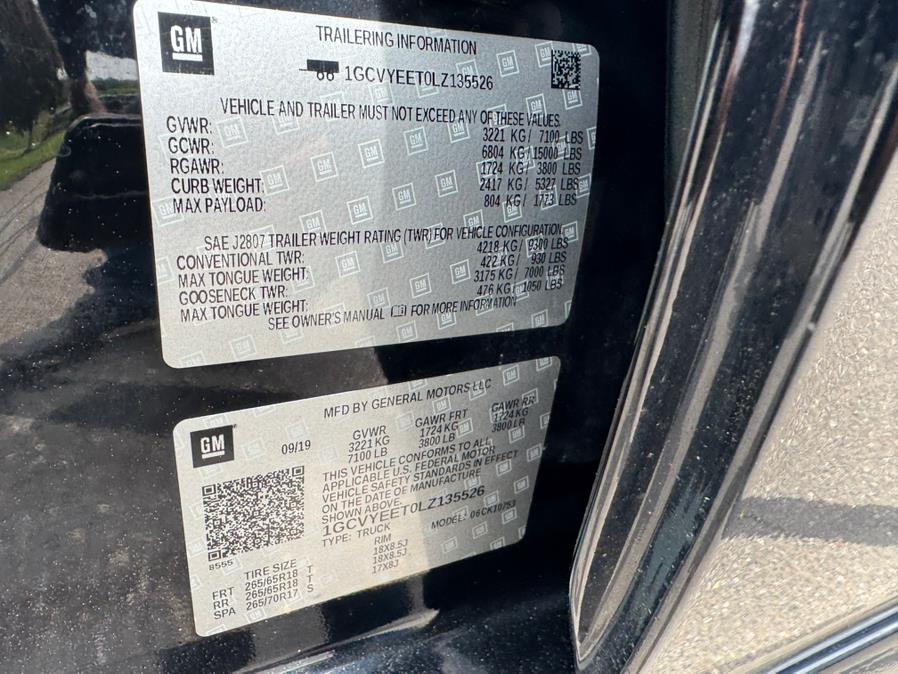 GM
TRAILERING INFORMATION
1GCVYEET0LZ135526
VEHICLE AND TRAILER MUST NOT EXCEED ANY OF THESE VALUES.
GVWR: 3221 KG / 7100 LBS
GCWR: 6804 KG / 15000 LBS
RGAWR: 1724 KG / 3800 LBS
CURB WEIGHT: 2417 KG / 5327 LBS
MAX PAYLOAD: 804 KG / 1773 LBS
SAE J2807 TRAILER WEIGHT RATING (TWR) FOR VEHICLE CONFIGURATION
CONVENTIONAL TWR: 4218 KG / 9300 LBS
MAX TONGUE WEIGHT: 422 KG / 930 LBS
GOOSENECK TWR: 3175 KG / 7000 LBS
MAX TONGUE WEIGHT: 476 KG / 1050 LBS
SEE OWNER'S MANUAL FOR MORE INFORMATION
GM
MFD BY GENERAL MOTORS LLC
09/19
GVWR GAWR FRT GAWR RR
3221 KG 1724 KG 1724 KG
7100 LB 3800 LB 3800 LB
THIS VEHICLE CONFORMS TO ALL
APPLICABLE U.S. FEDERAL MOTOR
VEHICLE SAFETY STANDARDS IN EFFECT
ON THE DATE OF MANUFACTURE
SHOWN ABOVE.
1GCVYEET0LZ135526
TYPE: TRUCK MODEL: 06CK10753
8555
TIRE SIZE RIM
FRT 265/65R18 T 18X8.5J
RR 265/65R18 T 18X8.5J
SPA 265/70R17 S 17X8J